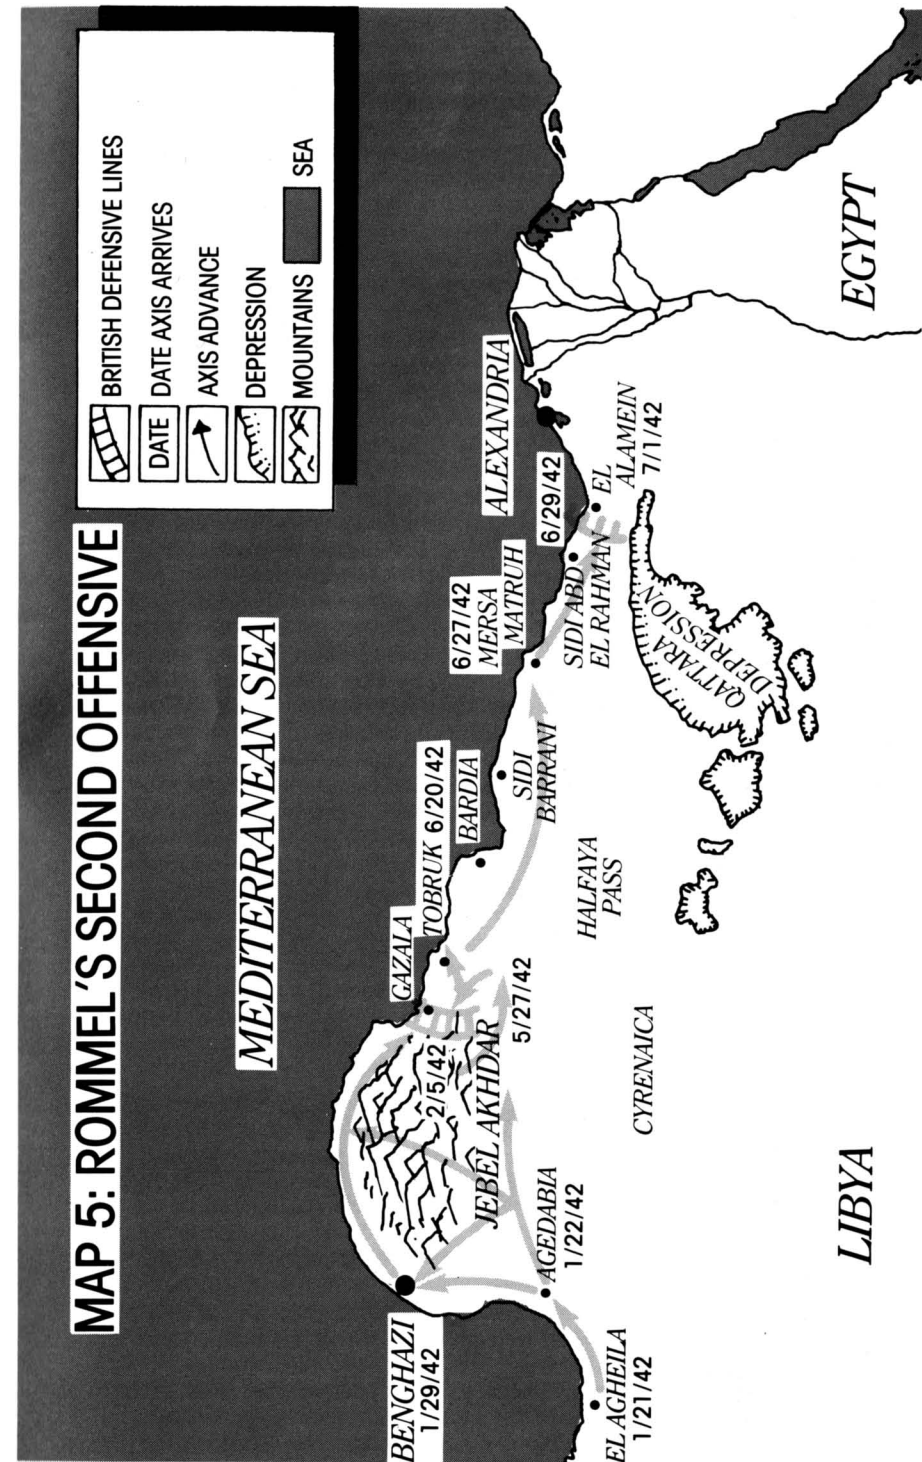 MAP 5: ROMMEL'S SECOND OFFENSIVE
BRITISH DEFENSIVE LINES
DATE DATE AXIS ARRIVES
AXIS ADVANCE
DEPRESSION
MOUNTAINS SEA
MEDITERRANEAN SEA
BENGHAZI
1/29/42
EL AGHEILA
1/21/42
AGEDABIA
1/22/42
JEBEL AKHDAR
2/5/42
GAZALA
5/27/42
TOBRUK 6/20/42
BARDIA
SIDI
BARRANI
HALFAYA
PASS
6/27/42
MERSA
MATRUH
SIDI ABD
EL RAHMAN
6/29/42
ALEXANDRIA
EL
ALAMEIN
7/1/42
QATTARA
DEPRESSION
CYRENAICA
LIBYA
EGYPT